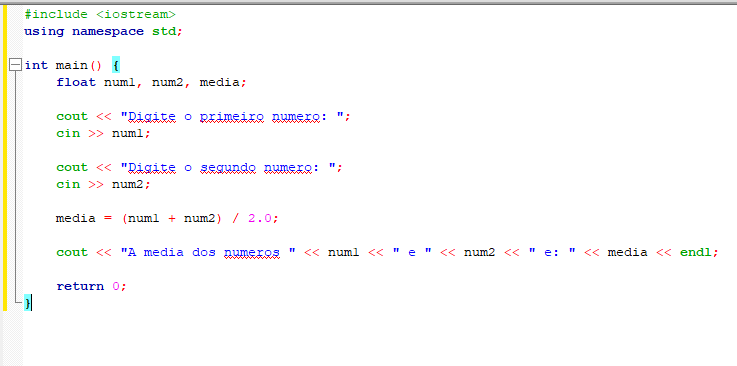 #include <iostream>
using namespace std;
int main() {
float num1, num2, media;
cout << "Digite o primeiro numero: ";
cin >> num1;
cout << "Digite o segundo numero: ";
cin >> num2;
media = (num1 + num2) / 2.0;
cout << "A media dos numeros " << num1 << " e " << num2 << " e: " << media << endl;
return 0;
}